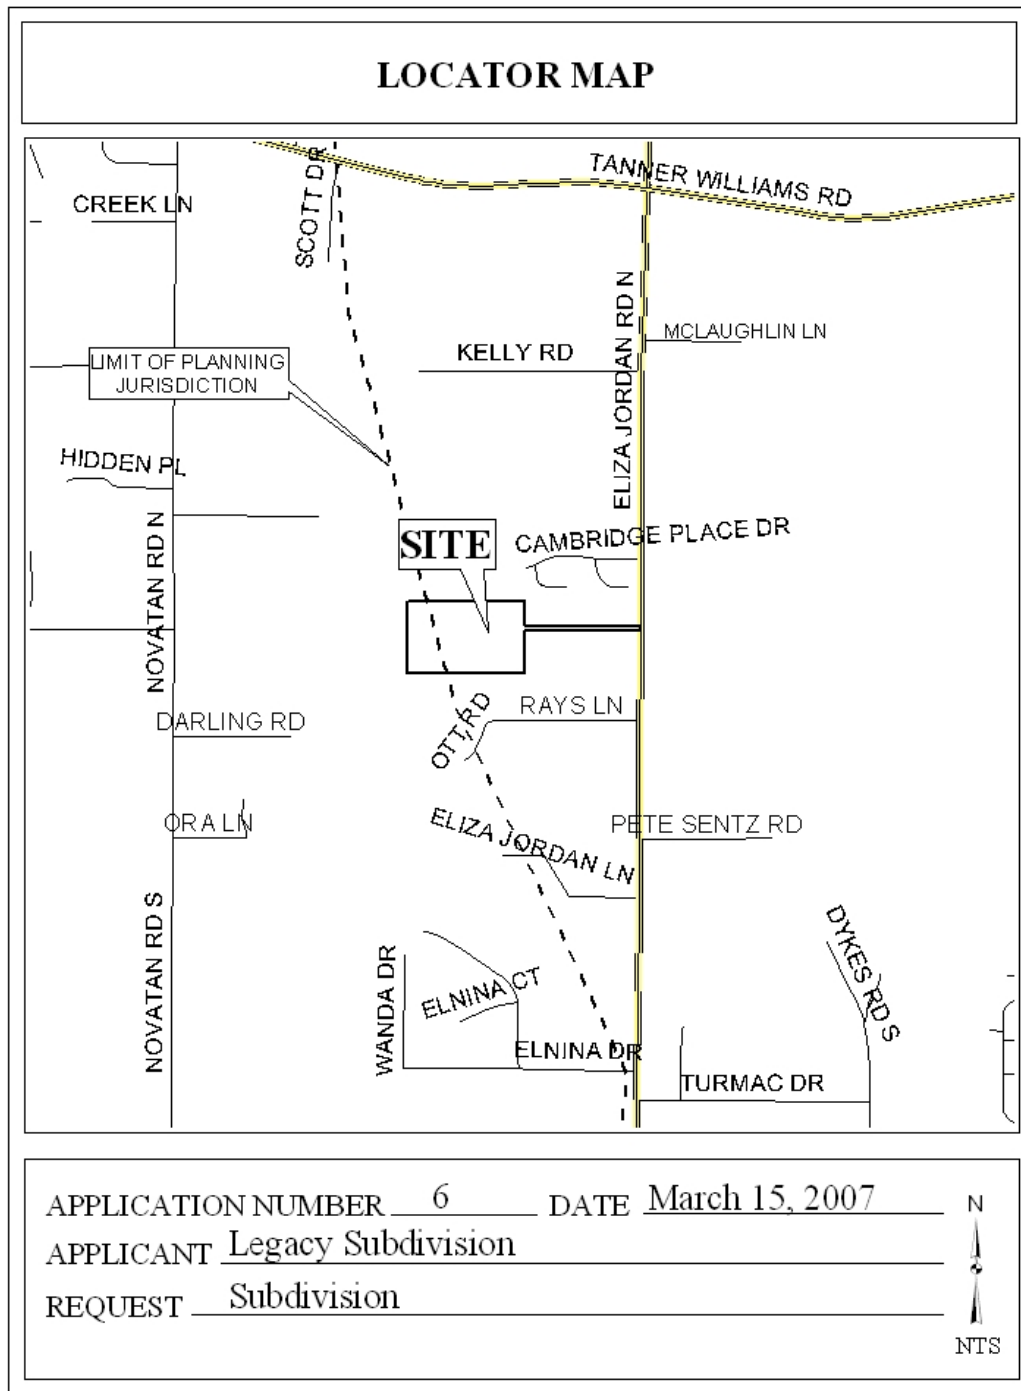 LOCATOR MAP
TANNER WILLIAMS RD
SCOTT DR
CREEK LN
ELIZA JORDAN RD N
MCLAUGHLIN LN
KELLY RD
LIMIT OF PLANNING
JURISDICTION
HIDDEN PL
NOVATAN RD N
SITE
CAMBRIDGE PLACE DR
OTT RD
RAYS LN
DARLING RD
ORA LN
ELIZA JORDAN LN
PETE SENTZ RD
NOVATAN RD S
WANDA DR
ELNINA CT
DYKES RD S
ELNINA DR
TURMAC DR
APPLICATION NUMBER 6 DATE March 15, 2007
APPLICANT Legacy Subdivision
REQUEST Subdivision
N
NTS